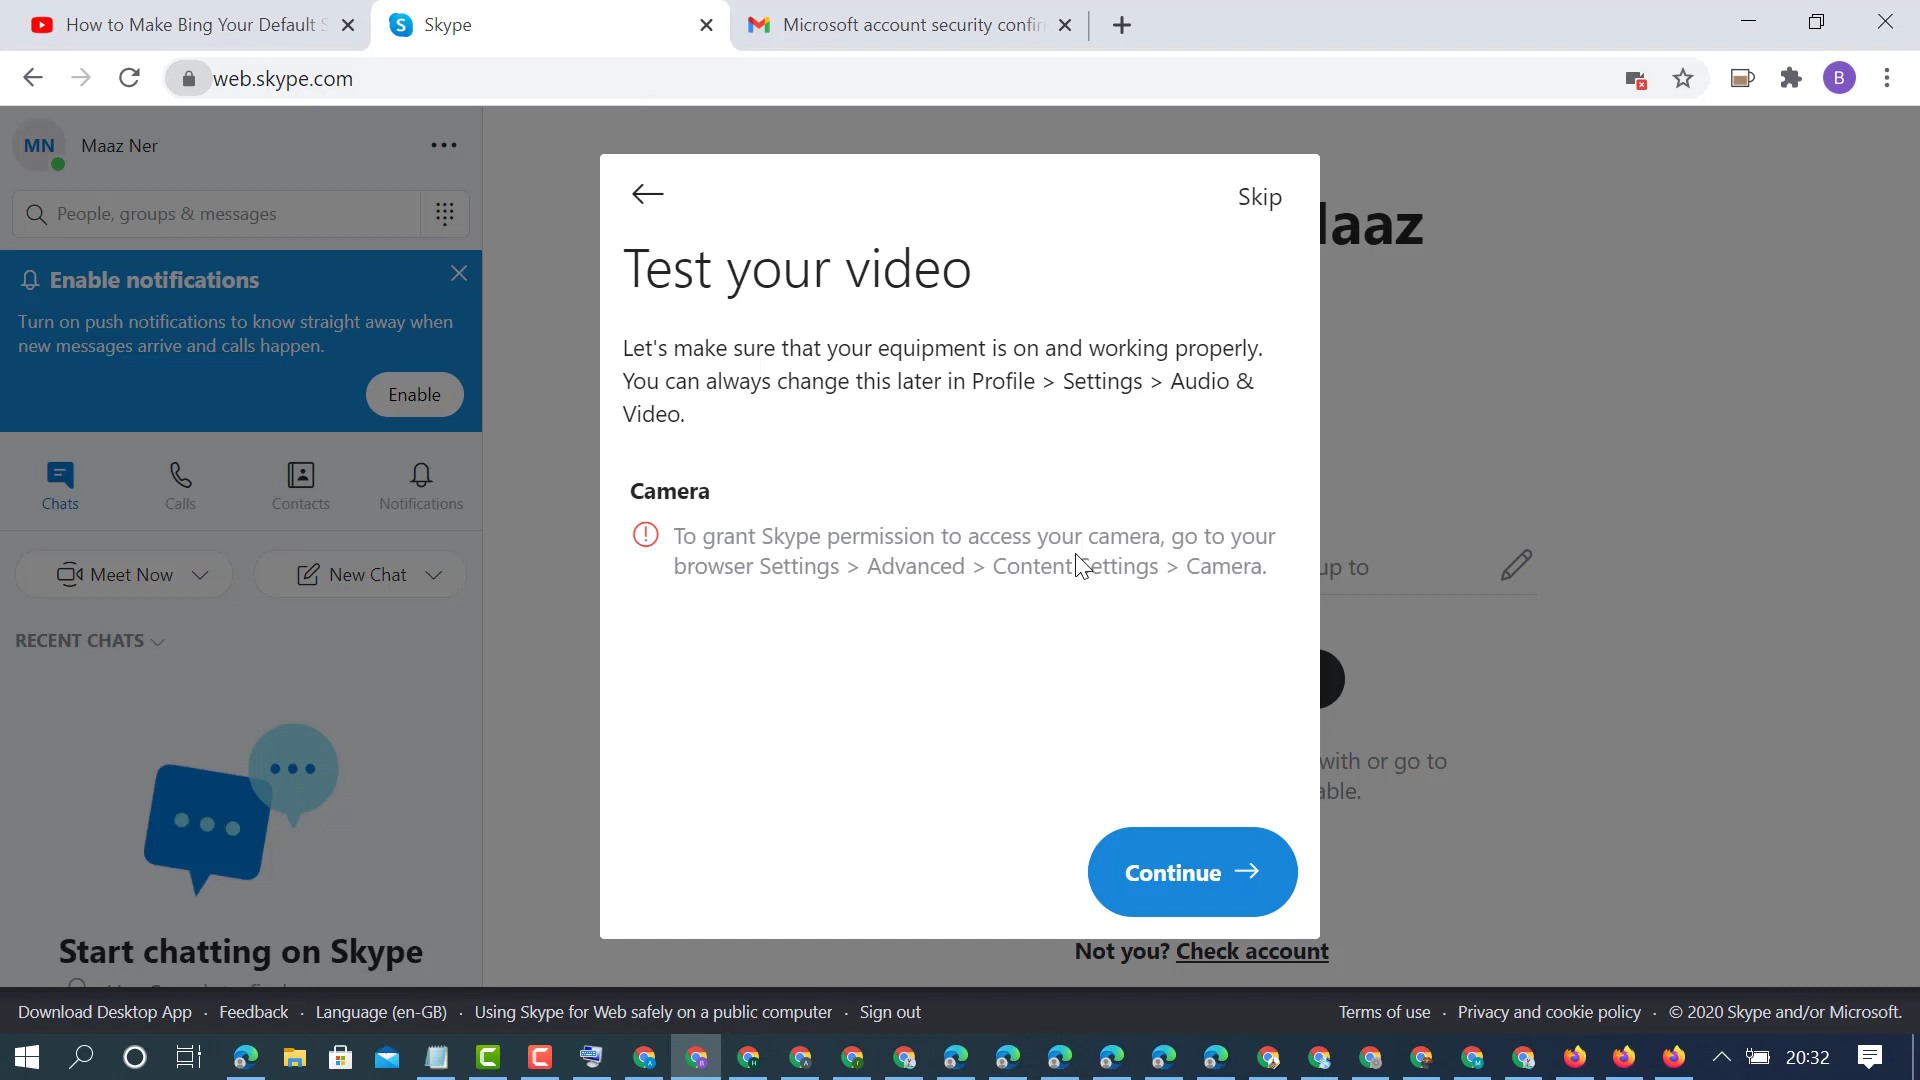 How to Make Bing Your Default S
Skype
Microsoft account security confir
web.skype.com
B
MN
Maaz Ner
People, groups & messages
Enable notifications
Turn on push notifications to know straight away when
new messages arrive and calls happen.
Enable
Chats
Calls
Contacts
Notifications
Meet Now
New Chat
RECENT CHATS
Start chatting on Skype
Skip
Test your video
Let's make sure that your equipment is on and working properly.
You can always change this later in Profile > Settings > Audio &
Video.
Camera
To grant Skype permission to access your camera, go to your
browser Settings > Advanced > Content Settings > Camera.
Continue
aaz
up to
with or go to
able.
Not you? Check account
Download Desktop App · Feedback · Language (en-GB) · Using Skype for Web safely on a public computer · Sign out
Terms of use · Privacy and cookie policy · © 2020 Skype and/or Microsoft.
20:32